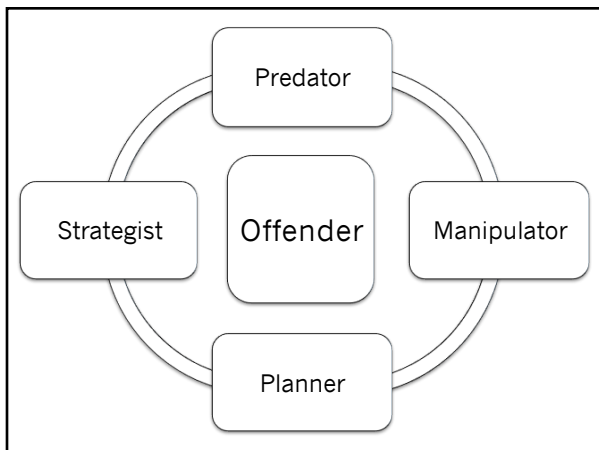 Predator
Strategist
Offender
Manipulator
Planner